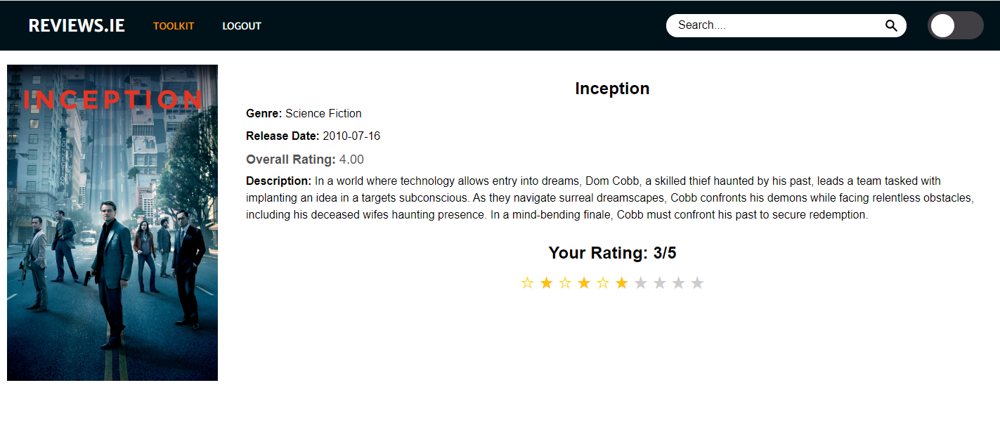 REVIEWS.IE TOOLKIT LOGOUT Search....
INCEPTION
Inception
Genre: Science Fiction
Release Date: 2010-07-16
Overall Rating: 4.00
Description: In a world where technology allows entry into dreams, Dom Cobb, a skilled thief haunted by his past, leads a team tasked with
implanting an idea in a targets subconscious. As they navigate surreal dreamscapes, Cobb confronts his demons while facing relentless obstacles,
including his deceased wifes haunting presence. In a mind-bending finale, Cobb must confront his past to secure redemption.
Your Rating: 3/5